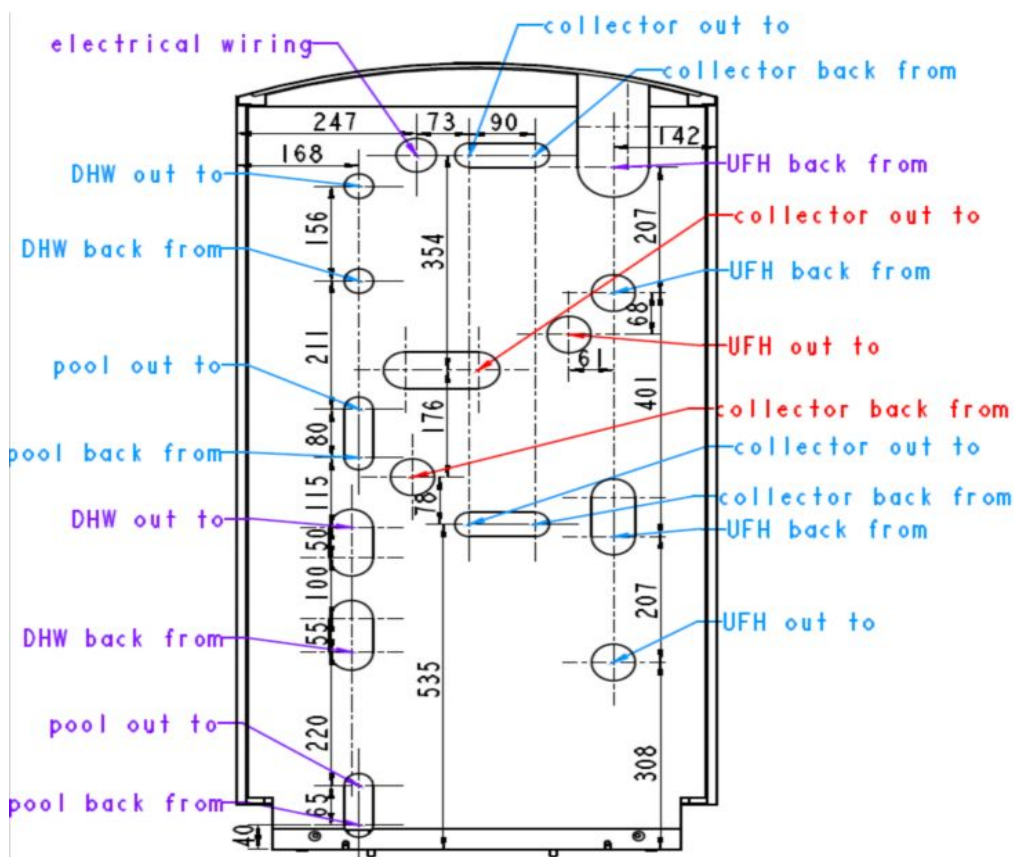 collector out to
electrical wiring
collector back from
247
73
90
142
168
DHW out to
UFH back from
collector out to
156
354
207
DHW back from
UFH back from
68
UFH out to
61
211
pool out to
401
176
collector back from
80
collector out to
pool back from
115
78
collector back from
DHW out to
UFH back from
50
100
207
UFH out to
DHW back from
55
535
pool out to
220
308
65
pool back from
40